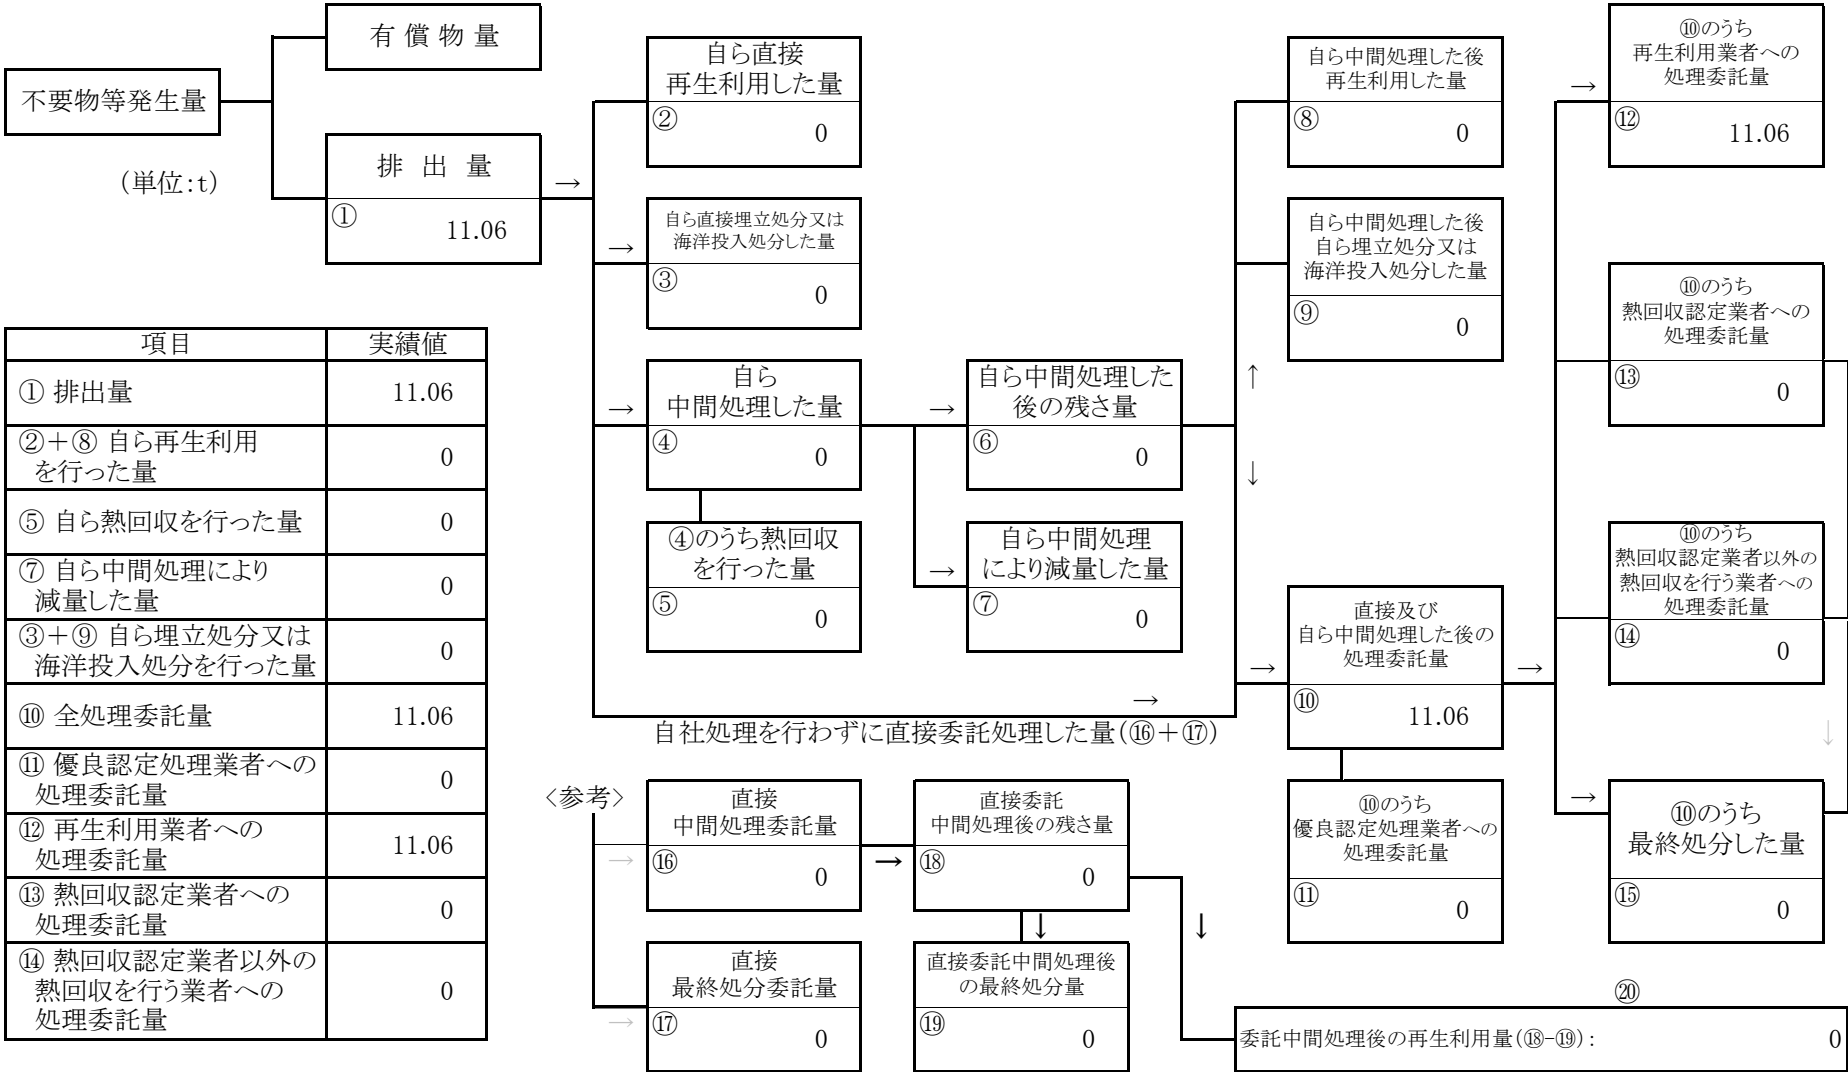 有償物量
不要物等発生量
(単位:t)
排出量
①
11.06
→
自ら直接
再生利用した量
②
0
→
自ら直接埋立処分又は
海洋投入処分した量
③
0
→
自ら
中間処理した量
④
0
④のうち熱回収
を行った量
⑤
0
→
自ら中間処理した
後の残さ量
⑥
0
→
自ら中間処理
により減量した量
⑦
0
→
自社処理を行わずに直接委託処理した量(⑯+⑰)
自ら中間処理した後
再生利用した量
⑧
0
自ら中間処理した後
自ら埋立処分又は
海洋投入処分した量
⑨
0
↑
↓
→
直接及び
自ら中間処理した後の
処理委託量
⑩
11.06
→
⑩のうち
優良認定処理業者への
処理委託量
⑪
0
→
⑩のうち
再生利用業者への
処理委託量
⑫
11.06
⑩のうち
熱回収認定業者への
処理委託量
⑬
0
⑩のうち
熱回収認定業者以外の
熱回収を行う業者への
処理委託量
⑭
0
↓
→
⑩のうち
最終処分した量
⑮
0
項目 実績値
① 排出量 11.06
②+⑧ 自ら再生利用
を行った量 0
⑤ 自ら熱回収を行った量 0
⑦ 自ら中間処理により
減量した量 0
③+⑨ 自ら埋立処分又は
海洋投入処分を行った量 0
⑩ 全処理委託量 11.06
⑪ 優良認定処理業者への
処理委託量 0
⑫ 再生利用業者への
処理委託量 11.06
⑬ 熱回収認定業者への
処理委託量 0
⑭ 熱回収認定業者以外の
熱回収を行う業者への
処理委託量 0
〈参考〉
→
直接
中間処理委託量
⑯
0
→
直接委託
中間処理後の残さ量
⑱
0
↓
↓
→
直接
最終処分委託量
⑰
0
直接委託中間処理後
の最終処分量
⑲
0
⑳
委託中間処理後の再生利用量(⑱-⑲): 0